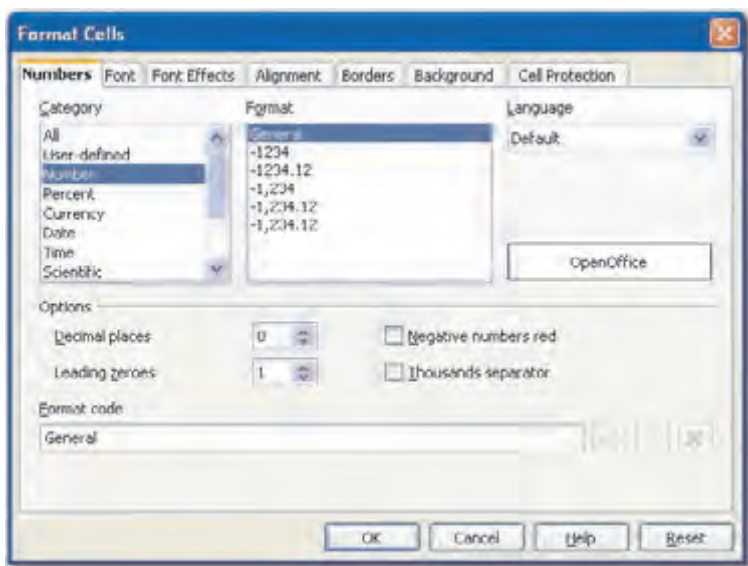 Format Cells
Numbers Font Font Effects Alignment Borders Background Cell Protection
Category Format Language
All General Default
User-defined -1234
Number -1234.12
Percent -1,234
Currency -1,234.12
Date -1,234.12
Time
Scientific
OpenOffice
Options
Decimal places 0 Negative numbers red
Leading zeroes 1 Thousands separator
Format code
General
OK Cancel Help Reset